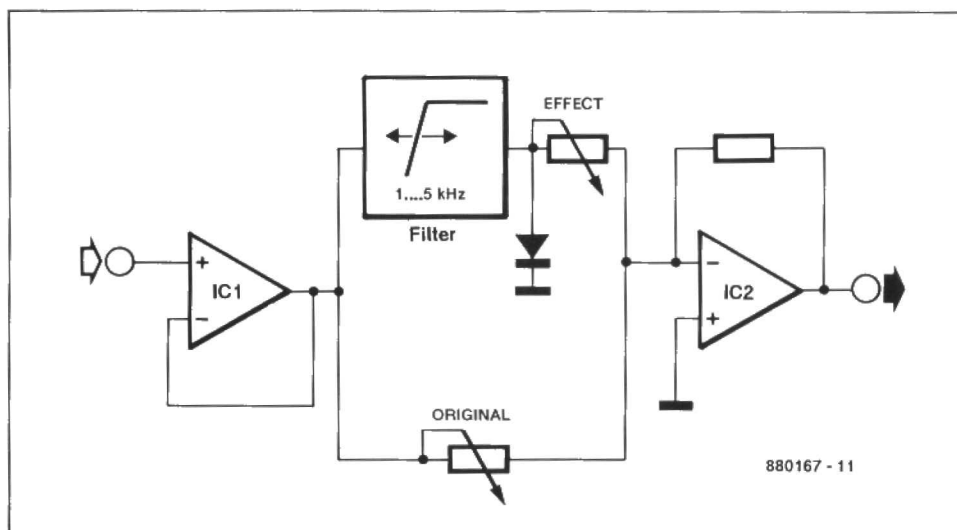 EFFECT
1....5 kHz
Filter
+
IC1
−
−
IC2
+
ORIGINAL
880167 - 11